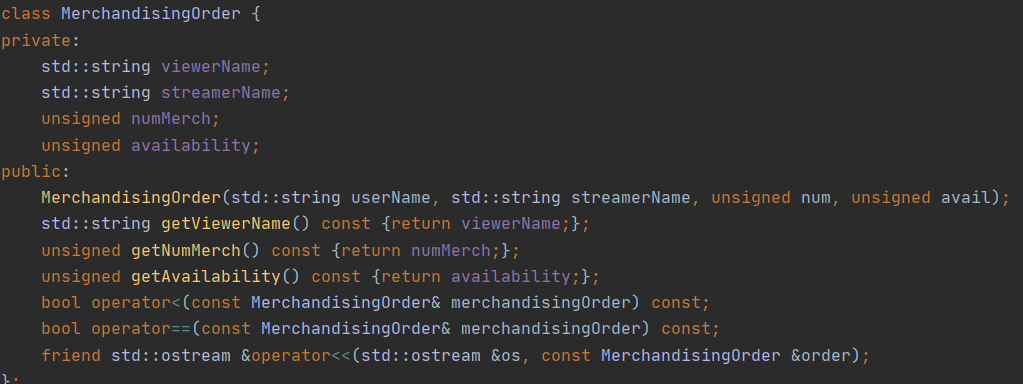 class MerchandisingOrder {
private:
    std::string viewerName;
    std::string streamerName;
    unsigned numMerch;
    unsigned availability;
public:
    MerchandisingOrder(std::string userName, std::string streamerName, unsigned num, unsigned avail);
    std::string getViewerName() const {return viewerName;};
    unsigned getNumMerch() const {return numMerch;};
    unsigned getAvailability() const {return availability;};
    bool operator<(const MerchandisingOrder& merchandisingOrder) const;
    bool operator==(const MerchandisingOrder& merchandisingOrder) const;
    friend std::ostream &operator<<(std::ostream &os, const MerchandisingOrder &order);
};